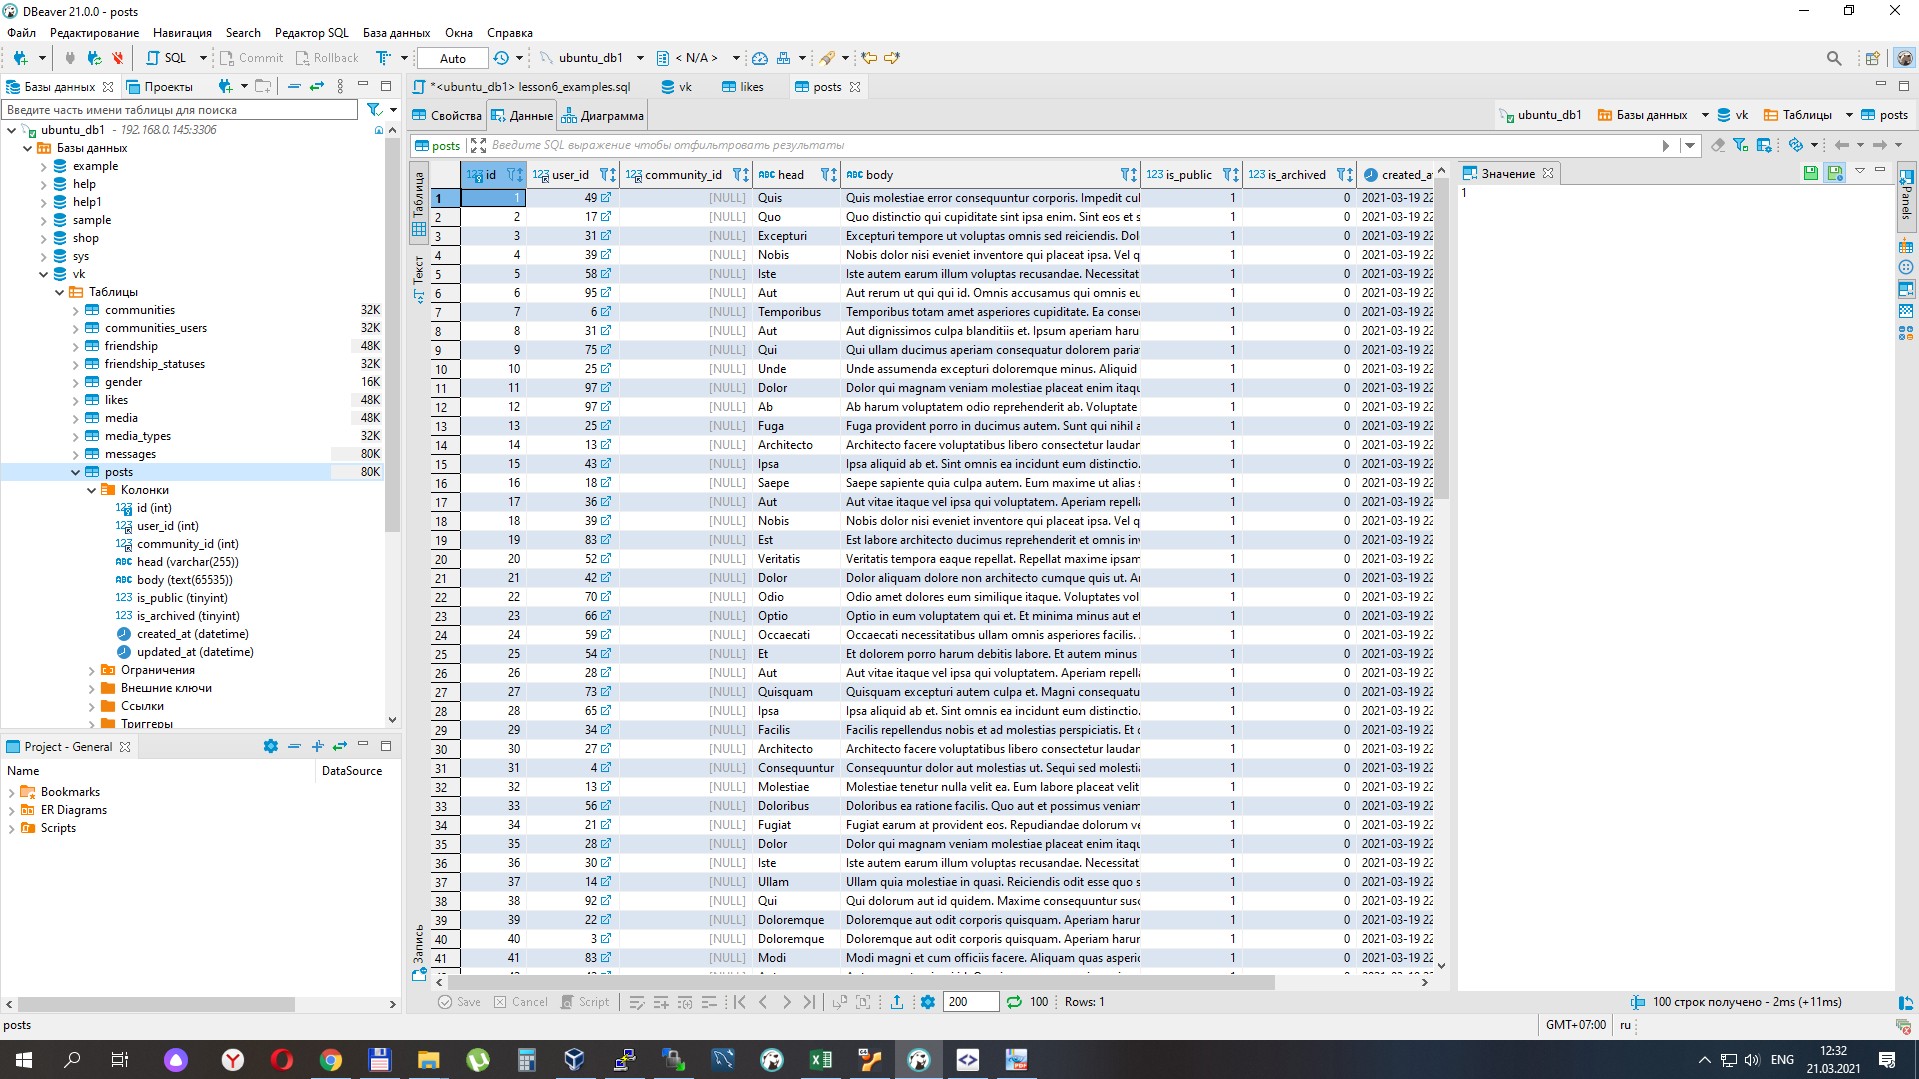 DBeaver 21.0.0 - posts
Файл Редактирование Навигация Search Редактор SQL База данных Окна Справка
SQL Commit Rollback Auto ubuntu_db1 < N/A >
Базы данных Проекты
*<ubuntu_db1> lesson6_examples.sql vk likes posts
Введите часть имени таблицы для поиска
Свойства Данные Диаграмма
ubuntu_db1 Базы данных vk Таблицы posts
posts Введите SQL выражение чтобы отфильтровать результаты
ubuntu_db1 - 192.168.0.145:3306
Базы данных
example
help
help1
sample
shop
sys
vk
Таблицы
communities 32K
communities_users 32K
friendship 48K
friendship_statuses 32K
gender 16K
likes 48K
media 48K
media_types 32K
messages 80K
posts 80K
Колонки
123 id (int)
123 user_id (int)
123 community_id (int)
ABC head (varchar(255))
ABC body (text(65535))
123 is_public (tinyint)
123 is_archived (tinyint)
created_at (datetime)
updated_at (datetime)
Ограничения
Внешние ключи
Ссылки
Триггеры
Project - General
Name DataSource
Bookmarks
ER Diagrams
Scripts
Таблица
Текст
Запись
123 id 123 user_id 123 community_id ABC head ABC body 123 is_public 123 is_archived created_at
1 1 49 [NULL] Quis Quis molestiae error consequuntur corporis. Impedit cul 1 0 2021-03-19 22
2 2 17 [NULL] Quo Quo distinctio qui cupiditate sint ipsa enim. Sint eos et s 1 0 2021-03-19 22
3 3 31 [NULL] Excepturi Excepturi tempore ut voluptas omnis sed reiciendis. Dol 1 0 2021-03-19 22
4 4 39 [NULL] Nobis Nobis dolor nisi eveniet inventore qui placeat ipsa. Vel q 1 0 2021-03-19 22
5 5 58 [NULL] Iste Iste autem earum illum voluptas recusandae. Necessitat 1 0 2021-03-19 22
6 6 95 [NULL] Aut Aut rerum ut qui qui id. Omnis accusamus qui omnis eu 1 0 2021-03-19 22
7 7 6 [NULL] Temporibus Temporibus totam amet asperiores cupiditate. Ea conse 1 0 2021-03-19 22
8 8 31 [NULL] Aut Aut dignissimos culpa blanditiis et. Ipsum aperiam haru 1 0 2021-03-19 22
9 9 75 [NULL] Qui Qui ullam ducimus aperiam consequatur dolorem paria 1 0 2021-03-19 22
10 10 25 [NULL] Unde Unde assumenda excepturi doloremque minus. Aliquid 1 0 2021-03-19 22
11 11 97 [NULL] Dolor Dolor qui magnam veniam molestiae placeat enim itaqu 1 0 2021-03-19 22
12 12 97 [NULL] Ab Ab harum voluptatem odio reprehenderit ab. Voluptate 1 0 2021-03-19 22
13 13 25 [NULL] Fuga Fuga provident porro in ducimus autem. Sunt qui nihil a 1 0 2021-03-19 22
14 14 13 [NULL] Architecto Architecto facere voluptatibus libero consectetur laudan 1 0 2021-03-19 22
15 15 43 [NULL] Ipsa Ipsa aliquid ab et. Sint omnis ea incidunt eum distinctio. 1 0 2021-03-19 22
16 16 18 [NULL] Saepe Saepe sapiente quia culpa autem. Eum maxime ut alias s 1 0 2021-03-19 22
17 17 36 [NULL] Aut Aut vitae itaque vel ipsa qui voluptatem. Aperiam repella 1 0 2021-03-19 22
18 18 39 [NULL] Nobis Nobis dolor nisi eveniet inventore qui placeat ipsa. Vel q 1 0 2021-03-19 22
19 19 83 [NULL] Est Est labore architecto ducimus reprehenderit et omnis inv 1 0 2021-03-19 22
20 20 52 [NULL] Veritatis Veritatis tempora eaque repellat. Repellat maxime ipsam 1 0 2021-03-19 22
21 21 42 [NULL] Dolor Dolor aliquam dolore non architecto cumque quis ut. Ar 1 0 2021-03-19 22
22 22 70 [NULL] Odio Odio amet dolores eum similique itaque. Voluptates vol 1 0 2021-03-19 22
23 23 66 [NULL] Optio Optio in eum voluptatem qui et. Et minima minus aut et 1 0 2021-03-19 22
24 24 59 [NULL] Occaecati Occaecati necessitatibus ullam omnis asperiores facilis. 1 0 2021-03-19 22
25 25 54 [NULL] Et Et dolorem porro harum debitis labore. Et autem minus 1 0 2021-03-19 22
26 26 28 [NULL] Aut Aut vitae itaque vel ipsa qui voluptatem. Aperiam repella 1 0 2021-03-19 22
27 27 73 [NULL] Quisquam Quisquam excepturi autem culpa et. Magni consequatu 1 0 2021-03-19 22
28 28 65 [NULL] Ipsa Ipsa aliquid ab et. Sint omnis ea incidunt eum distinctio. 1 0 2021-03-19 22
29 29 34 [NULL] Facilis Facilis repellendus nobis et ad molestias perspiciatis. Et c 1 0 2021-03-19 22
30 30 27 [NULL] Architecto Architecto facere voluptatibus libero consectetur laudan 1 0 2021-03-19 22
31 31 4 [NULL] Consequuntur Consequuntur dolor aut molestias ut. Sequi sed molestia 1 0 2021-03-19 22
32 32 13 [NULL] Molestiae Molestiae tenetur nulla velit ea. Eum labore placeat velit 1 0 2021-03-19 22
33 33 56 [NULL] Doloribus Doloribus ea ratione facilis. Quo aut et possimus veniam 1 0 2021-03-19 22
34 34 21 [NULL] Fugiat Fugiat earum at provident eos. Repudiandae dolorum ve 1 0 2021-03-19 22
35 35 28 [NULL] Dolor Dolor qui magnam veniam molestiae placeat enim itaqu 1 0 2021-03-19 22
36 36 30 [NULL] Iste Iste autem earum illum voluptas recusandae. Necessitat 1 0 2021-03-19 22
37 37 14 [NULL] Ullam Ullam quia molestiae in quasi. Reiciendis odit esse quo s 1 0 2021-03-19 22
38 38 92 [NULL] Qui Qui dolorum aut id quidem. Maxime consequuntur susc 1 0 2021-03-19 22
39 39 22 [NULL] Doloremque Doloremque aut odit corporis quisquam. Aperiam harur 1 0 2021-03-19 22
40 40 3 [NULL] Doloremque Doloremque aut odit corporis quisquam. Aperiam harur 1 0 2021-03-19 22
41 41 83 [NULL] Modi Modi magni et cum officiis facere. Aliquam quas asperic 1 0 2021-03-19 22
Значение
1
Panels
Save Cancel Script 200 100 Rows: 1
100 строк получено - 2ms (+11ms)
posts
GMT+07:00 ru
ENG 12:32
21.03.2021